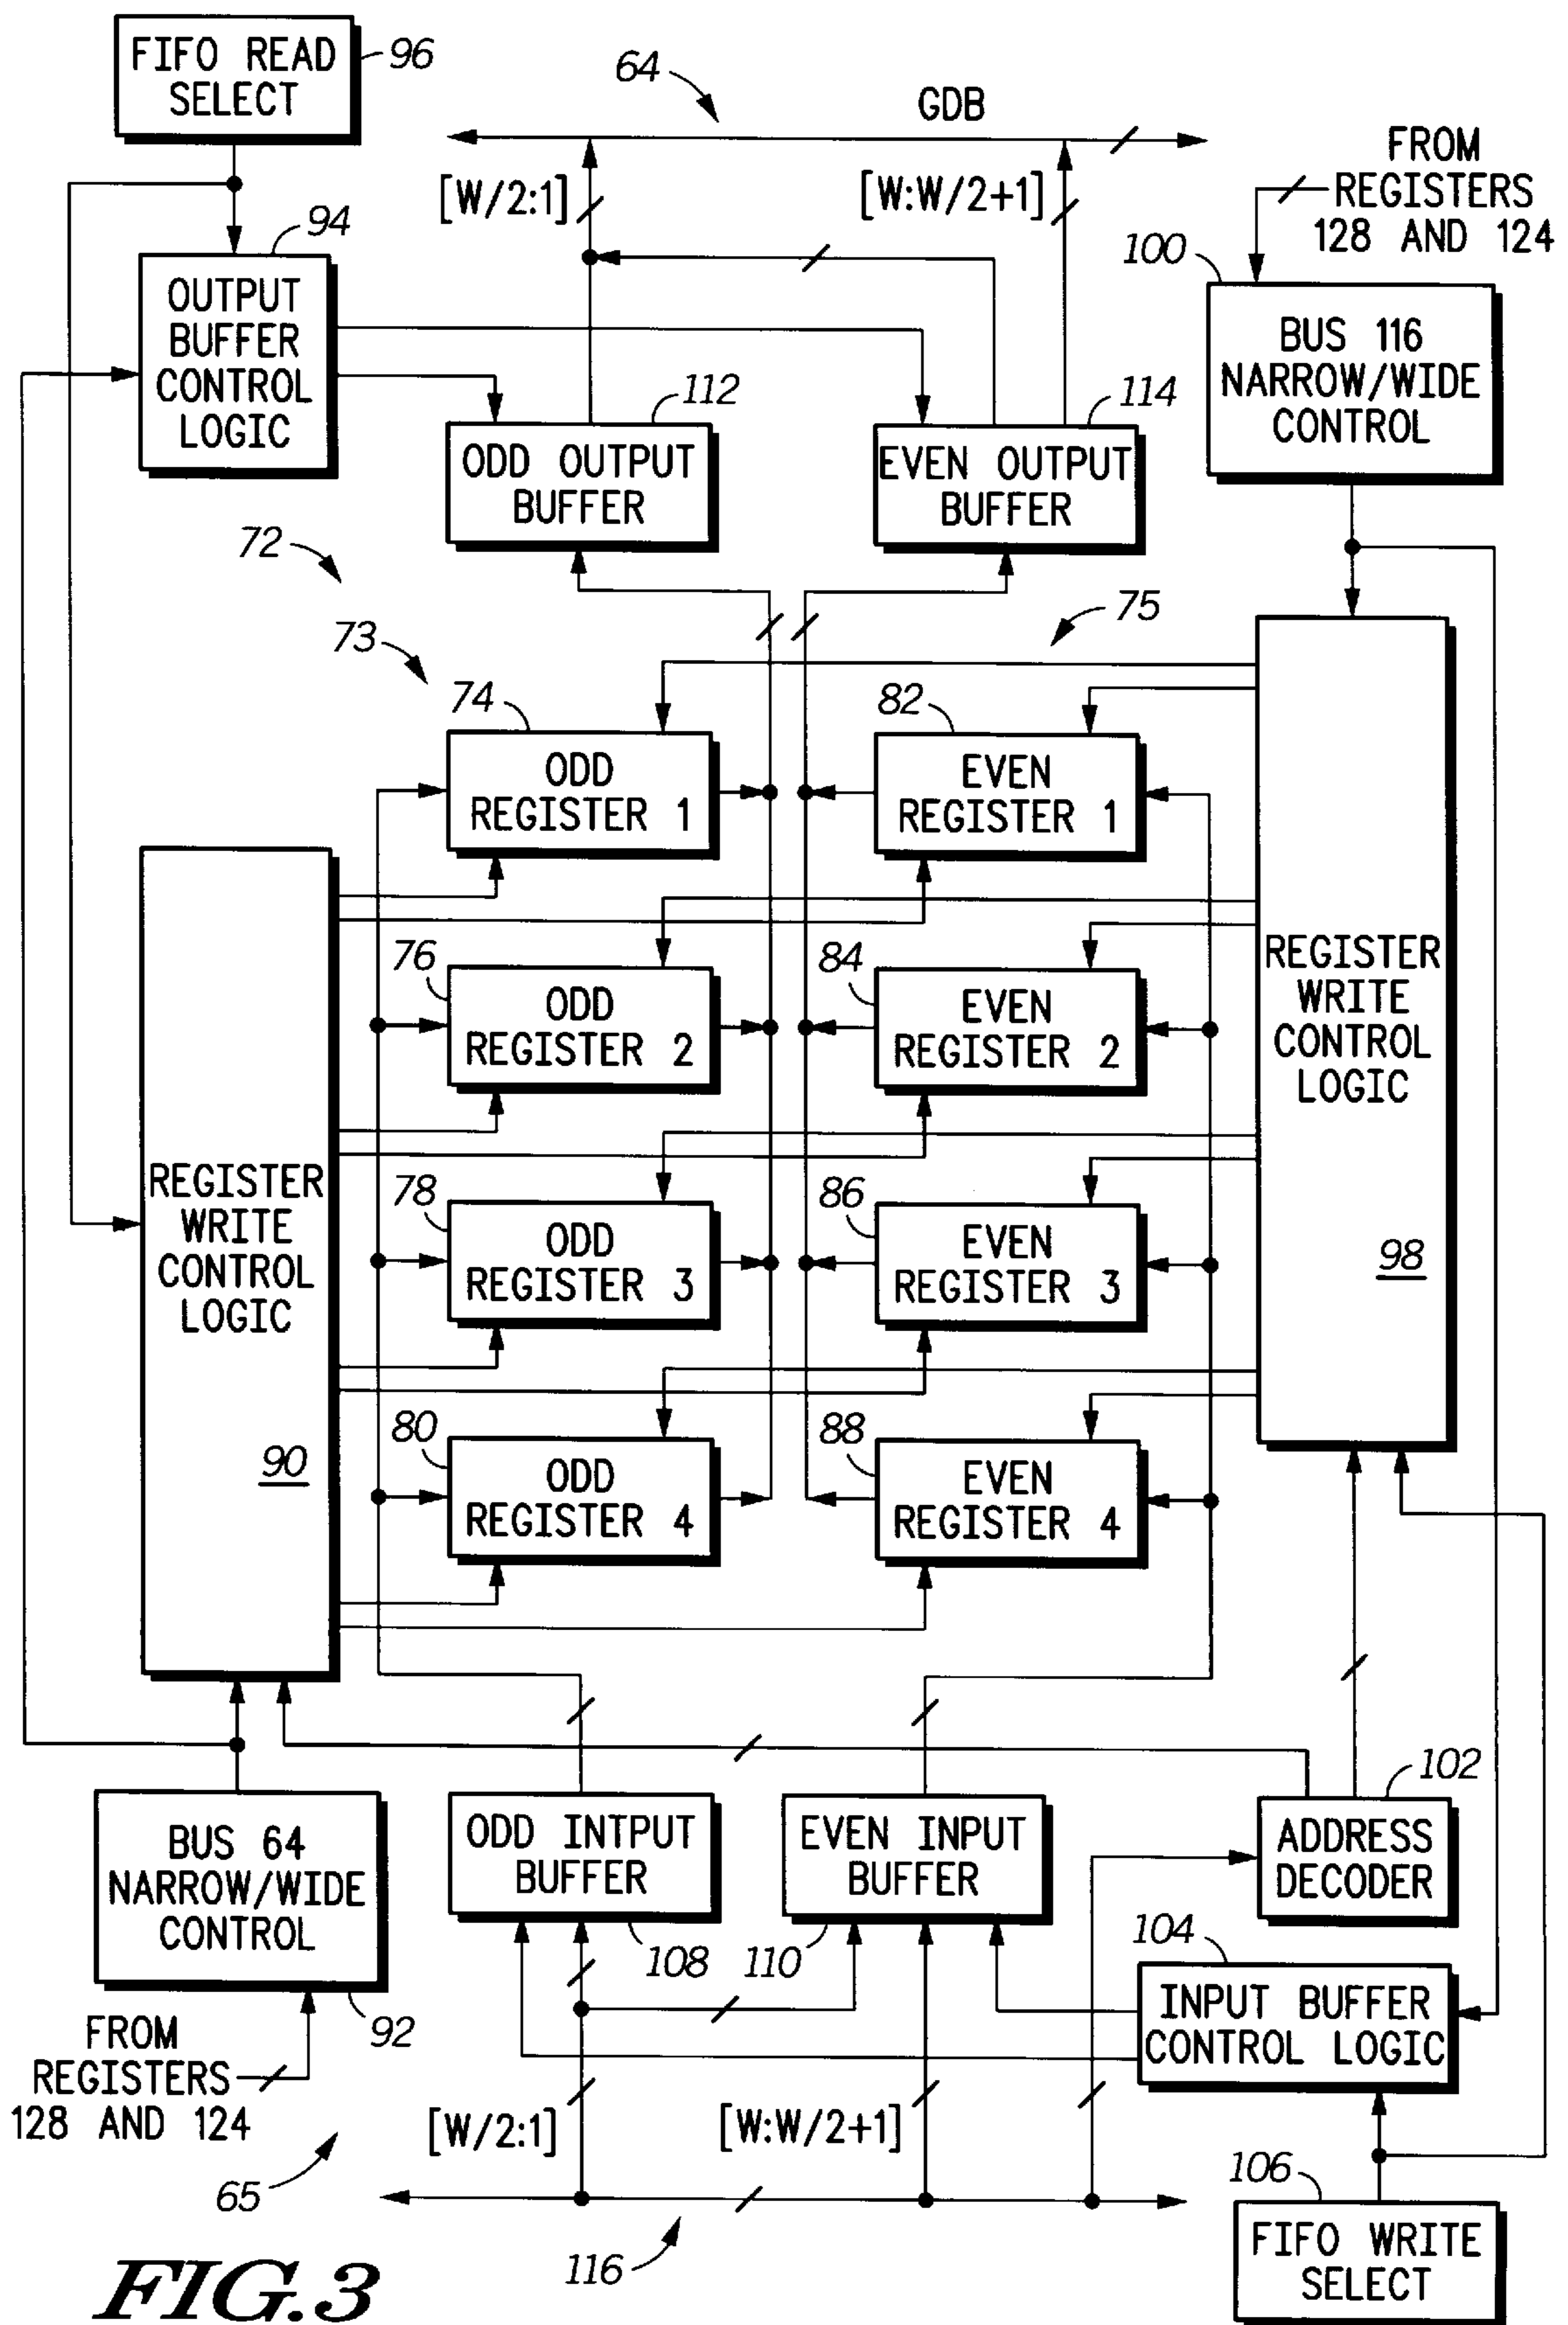 FIFO READ
SELECT
96
64
GDB
FROM
REGISTERS
128 AND 124
[W/2:1]
[W:W/2+1]
94
100
OUTPUT
BUFFER
CONTROL
LOGIC
BUS 116
NARROW/WIDE
CONTROL
112
114
ODD OUTPUT
BUFFER
EVEN OUTPUT
BUFFER
72
73
75
74
82
ODD
REGISTER 1
EVEN
REGISTER 1
76
84
ODD
REGISTER 2
EVEN
REGISTER 2
REGISTER
WRITE
CONTROL
LOGIC
98
REGISTER
WRITE
CONTROL
LOGIC
90
78
86
ODD
REGISTER 3
EVEN
REGISTER 3
80
88
ODD
REGISTER 4
EVEN
REGISTER 4
102
BUS 64
NARROW/WIDE
CONTROL
ODD INTPUT
BUFFER
EVEN INPUT
BUFFER
ADDRESS
DECODER
108
110
104
92
INPUT BUFFER
CONTROL LOGIC
FROM
REGISTERS
128 AND 124
[W/2:1]
[W:W/2+1]
65
106
116
FIFO WRITE
SELECT
FIG.3